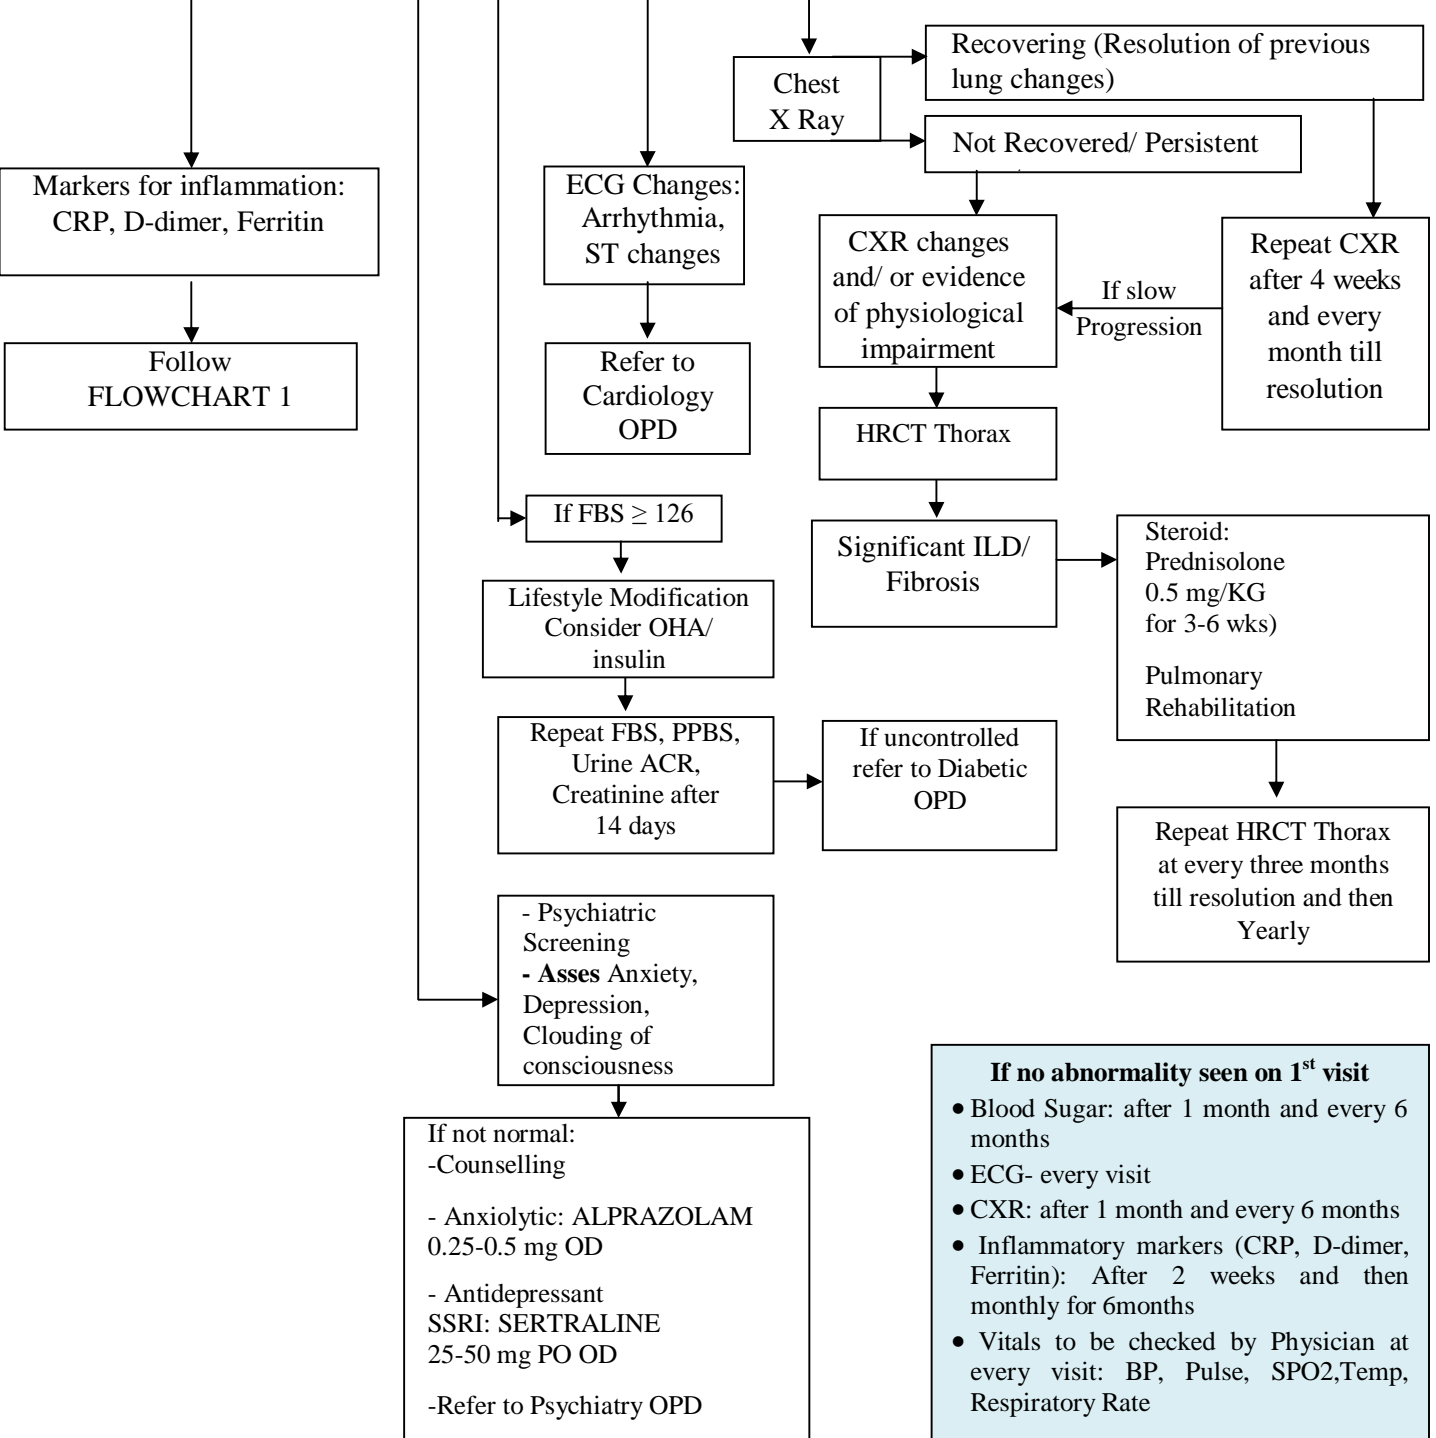 Recovering (Resolution of previous
lung changes)
Chest
X Ray
Not Recovered/ Persistent
Markers for inflammation:
CRP, D-dimer, Ferritin
ECG Changes:
Arrhythmia,
ST changes
CXR changes
and/ or evidence
of physiological
impairment
If slow
Progression
Repeat CXR
after 4 weeks
and every
month till
resolution
Follow
FLOWCHART 1
Refer to
Cardiology
OPD
HRCT Thorax
If FBS ≥ 126
Significant ILD/
Fibrosis
Steroid:
Prednisolone
0.5 mg/KG
for 3-6 wks)
Pulmonary
Rehabilitation
Lifestyle Modification
Consider OHA/
insulin
Repeat FBS, PPBS,
Urine ACR,
Creatinine after
14 days
If uncontrolled
refer to Diabetic
OPD
Repeat HRCT Thorax
at every three months
till resolution and then
Yearly
- Psychiatric
Screening
- Asses Anxiety,
Depression,
Clouding of
consciousness
If not normal:
-Counselling
- Anxiolytic: ALPRAZOLAM
0.25-0.5 mg OD
- Antidepressant
SSRI: SERTRALINE
25-50 mg PO OD
-Refer to Psychiatry OPD
If no abnormality seen on 1st visit
• Blood Sugar: after 1 month and every 6
months
• ECG- every visit
• CXR: after 1 month and every 6 months
• Inflammatory markers (CRP, D-dimer,
Ferritin): After 2 weeks and then
monthly for 6months
• Vitals to be checked by Physician at
every visit: BP, Pulse, SPO2,Temp,
Respiratory Rate